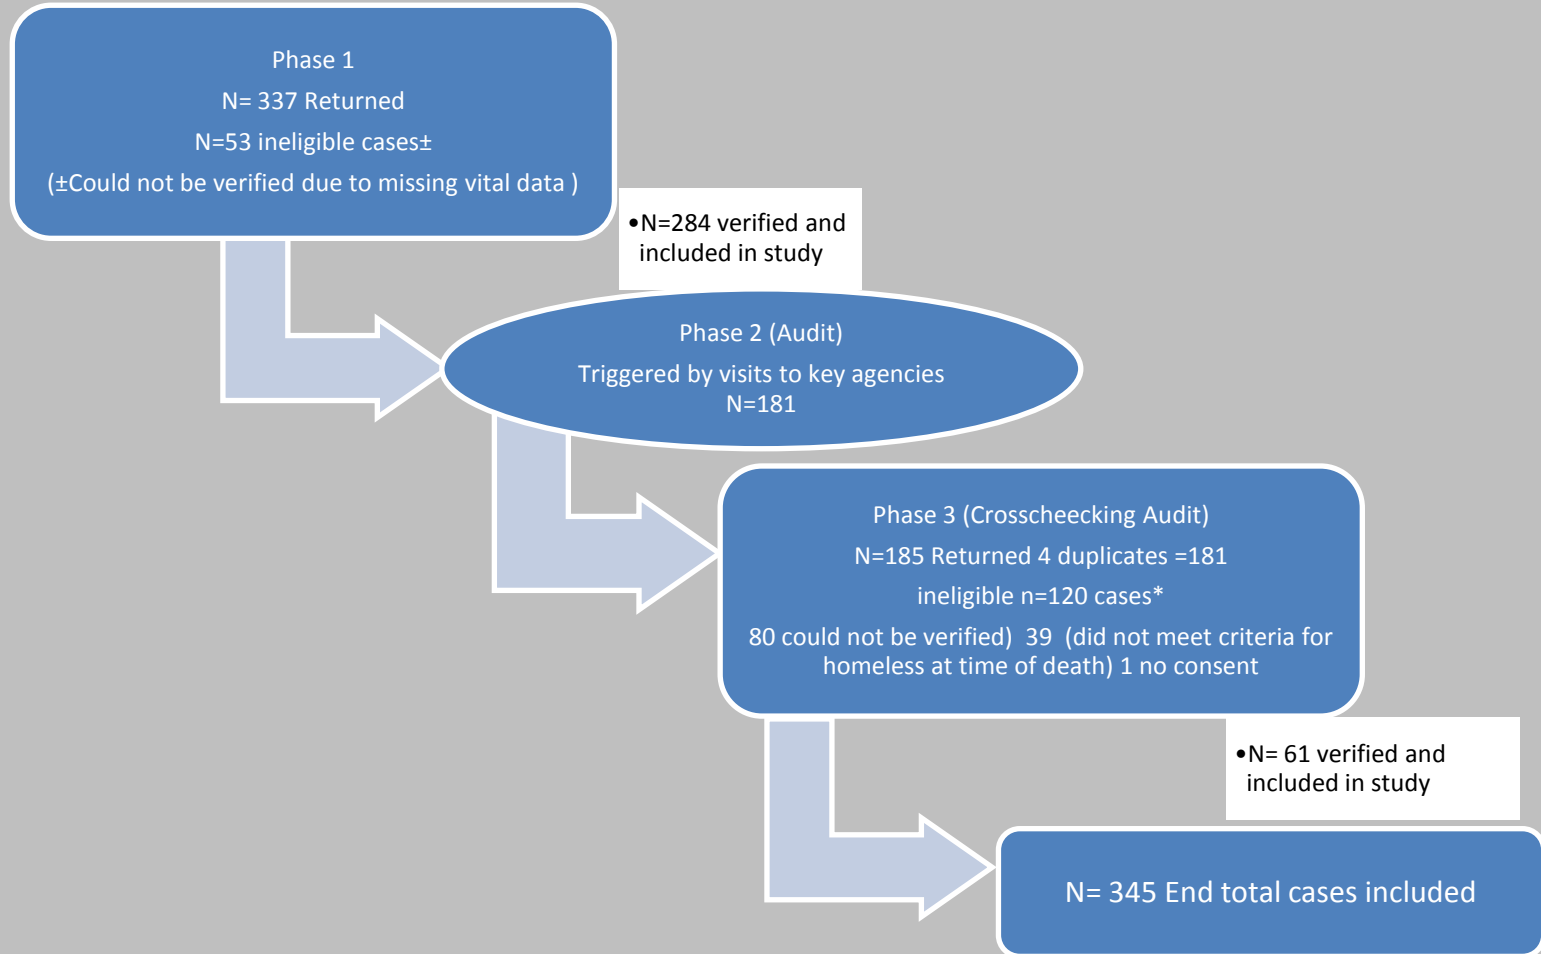 Phase 1
N= 337 Returned
N=53 ineligible cases±
(±Could not be verified due to missing vital data )
•N=284 verified and
included in study
Phase 2 (Audit)
Triggered by visits to key agencies
N=181
Phase 3 (Crosscheecking Audit)
N=185 Returned 4 duplicates =181
ineligible n=120 cases*
80 could not be verified) 39 (did not meet criteria for
homeless at time of death) 1 no consent
•N= 61 verified and
included in study
N= 345 End total cases included